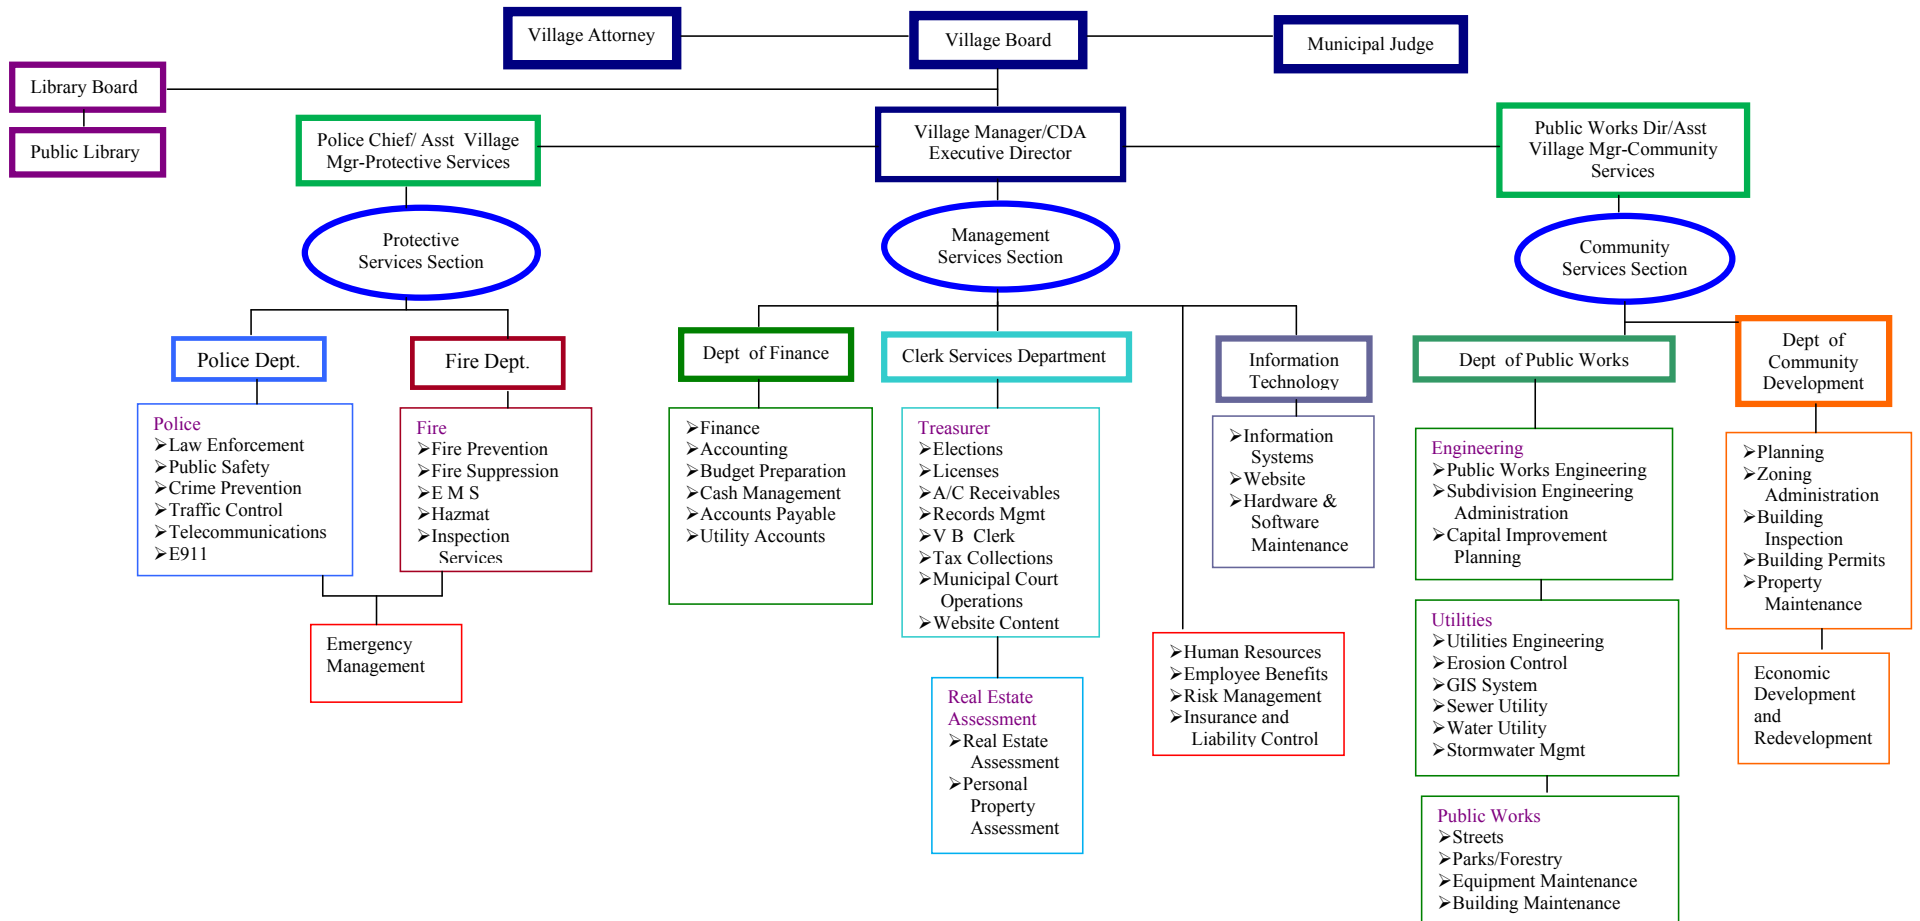 Village Attorney
Village Board
Municipal Judge
Library Board
Public Library
Police Chief/ Asst  Village
Mgr-Protective Services
Village Manager/CDA
Executive Director
Public Works Dir/Asst
Village Mgr-Community
Services
Protective
Services Section
Management
Services Section
Community
Services Section
Police Dept.
Fire Dept.
Dept  of Finance
Clerk Services Department
Information
Technology
Dept of Public Works
Dept  of
Community
Development
Police
➢Law Enforcement
➢Public Safety
➢Crime Prevention
➢Traffic Control
➢Telecommunications
➢E911
Fire
➢Fire Prevention
➢Fire Suppression
➢E M S
➢Hazmat
➢Inspection
Services
Emergency
Management
➢Finance
➢Accounting
➢Budget Preparation
➢Cash Management
➢Accounts Payable
➢Utility Accounts
Treasurer
➢Elections
➢Licenses
➢A/C Receivables
➢Records Mgmt
➢V B  Clerk
➢Tax Collections
➢Municipal Court
Operations
➢Website Content
Real Estate
Assessment
➢Real Estate
Assessment
➢Personal
Property
Assessment
➢Human Resources
➢Employee Benefits
➢Risk Management
➢Insurance and
Liability Control
➢Information
Systems
➢Website
➢Hardware &
Software
Maintenance
Engineering
➢Public Works Engineering
➢Subdivision Engineering
Administration
➢Capital Improvement
Planning
Utilities
➢Utilities Engineering
➢Erosion Control
➢GIS System
➢Sewer Utility
➢Water Utility
➢Stormwater Mgmt
Public Works
➢Streets
➢Parks/Forestry
➢Equipment Maintenance
➢Building Maintenance
➢Planning
➢Zoning
Administration
➢Building
Inspection
➢Building Permits
➢Property
Maintenance
Economic
Development
and
Redevelopment